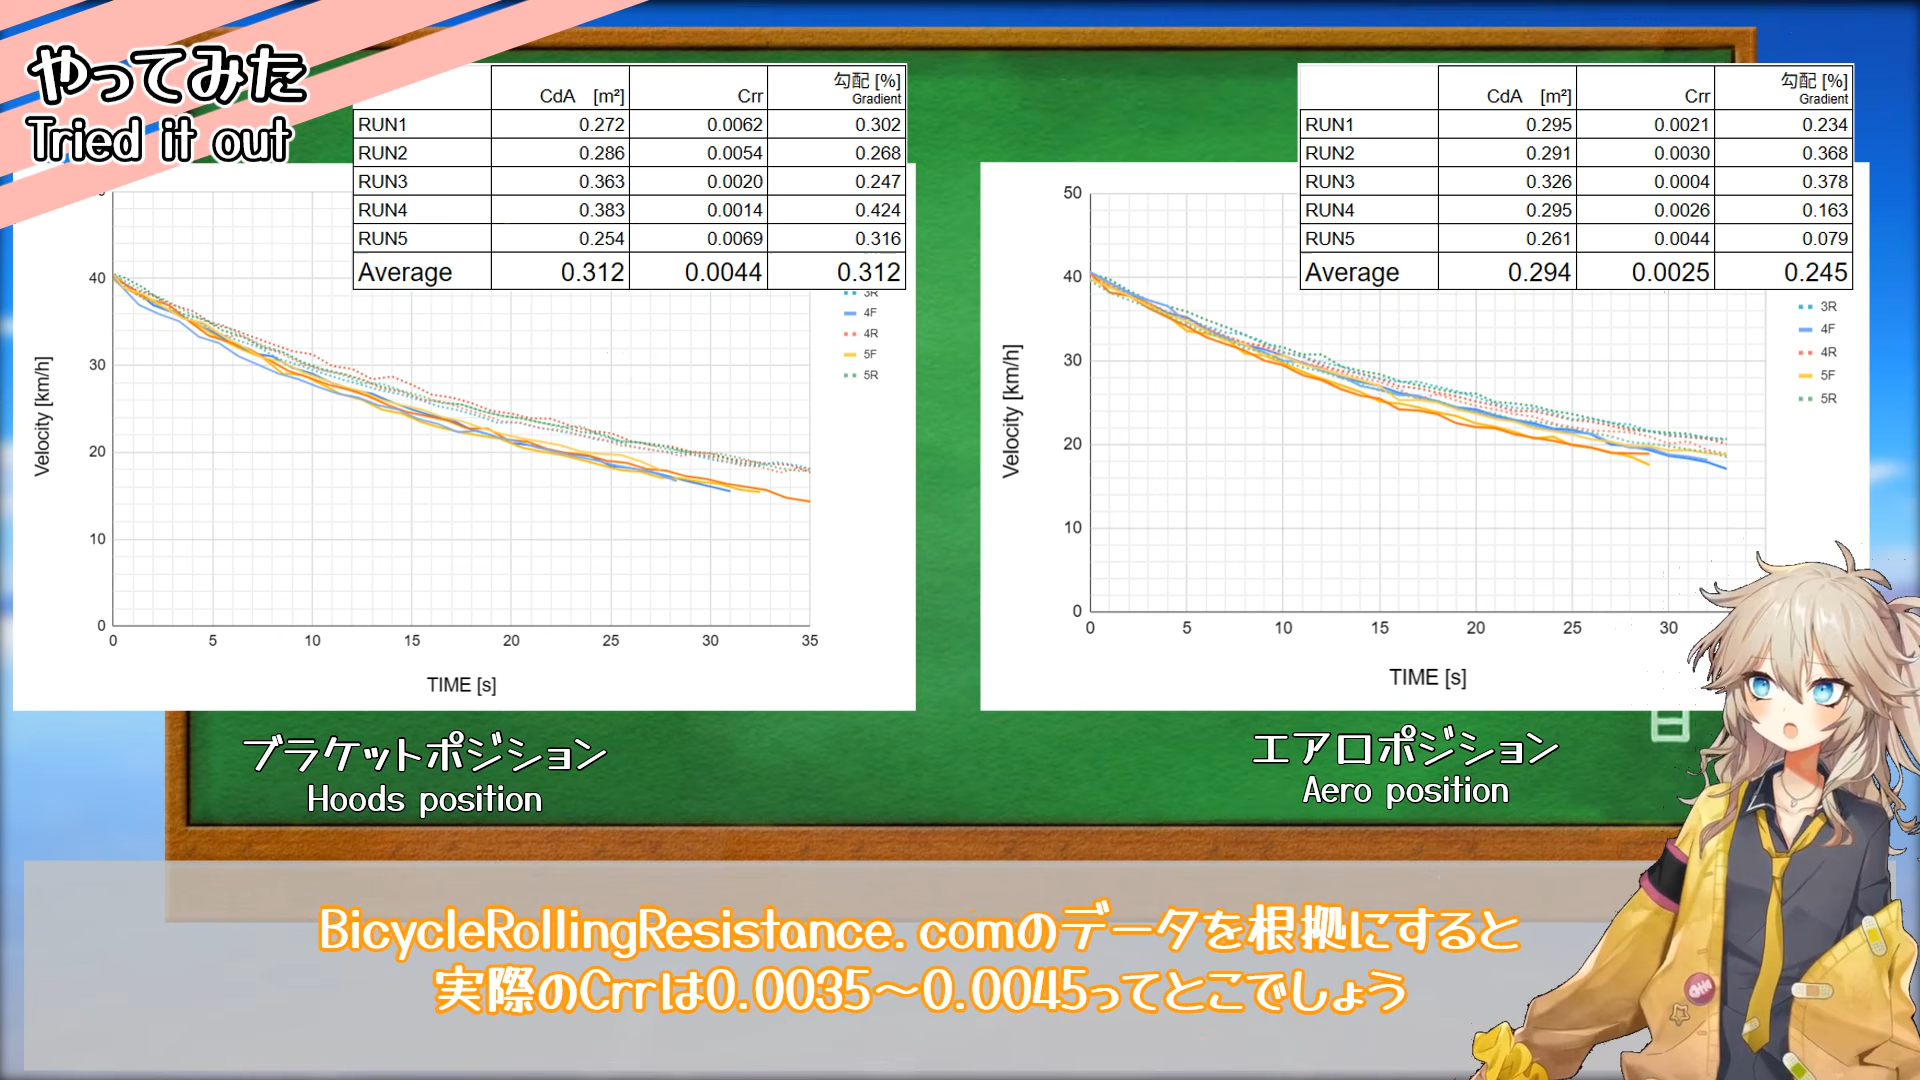 やってみた
Tried it out
CdA [m²] Crr 勾配 [%]
Gradient
RUN1 0.272 0.0062 0.302
RUN2 0.286 0.0054 0.268
RUN3 0.363 0.0020 0.247
RUN4 0.383 0.0014 0.424
RUN5 0.254 0.0069 0.316
Average 0.312 0.0044 0.312
3R
4F
4R
5F
5R
Velocity [km/h]
40
30
20
10
0
0 5 10 15 20 25 30 35
TIME [s]
ブラケットポジション
Hoods position
CdA [m²] Crr 勾配 [%]
Gradient
RUN1 0.295 0.0021 0.234
RUN2 0.291 0.0030 0.368
RUN3 0.326 0.0004 0.378
RUN4 0.295 0.0026 0.163
RUN5 0.261 0.0044 0.079
Average 0.294 0.0025 0.245
3R
4F
4R
5F
5R
Velocity [km/h]
50
40
30
20
10
0
0 5 10 15 20 25 30
TIME [s]
エアロポジション
Aero position
BicycleRollingResistance.comのデータを根拠にすると
実際のCrrは0.0035～0.0045ってとこでしょう